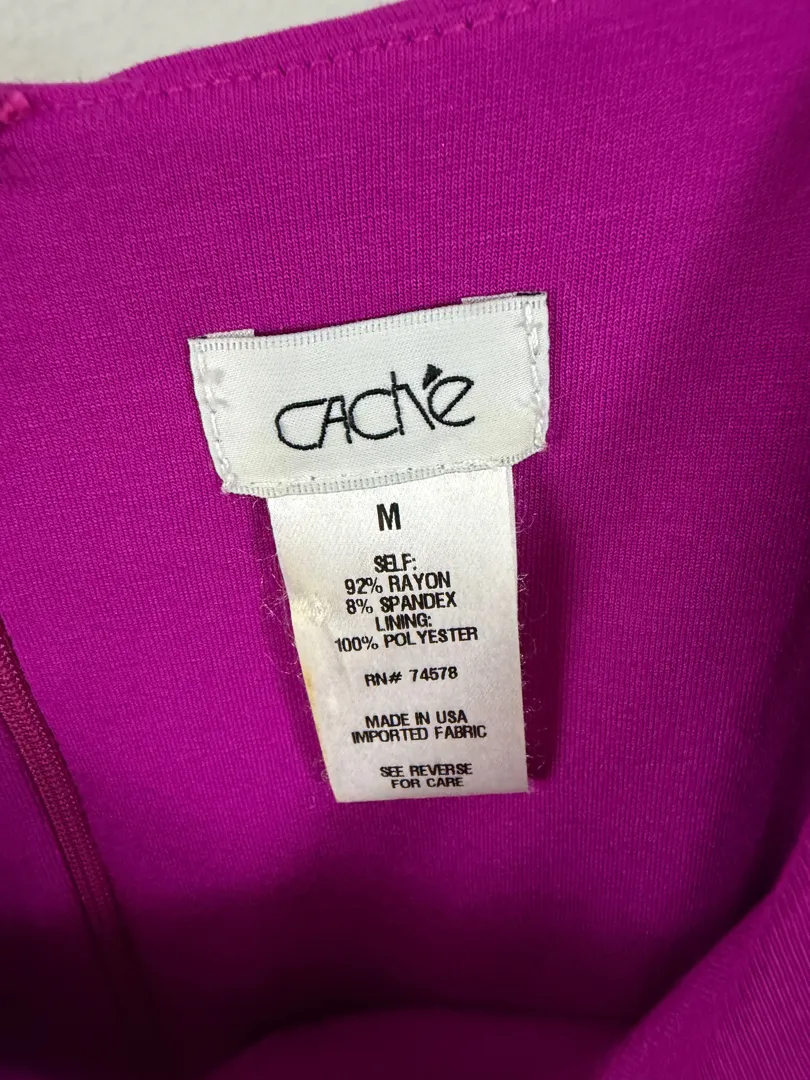 CACHÉ
M
SELF:
92% RAYON
8% SPANDEX
LINING:
100% POLYESTER
RN# 74578
MADE IN USA
IMPORTED FABRIC
SEE REVERSE
FOR CARE